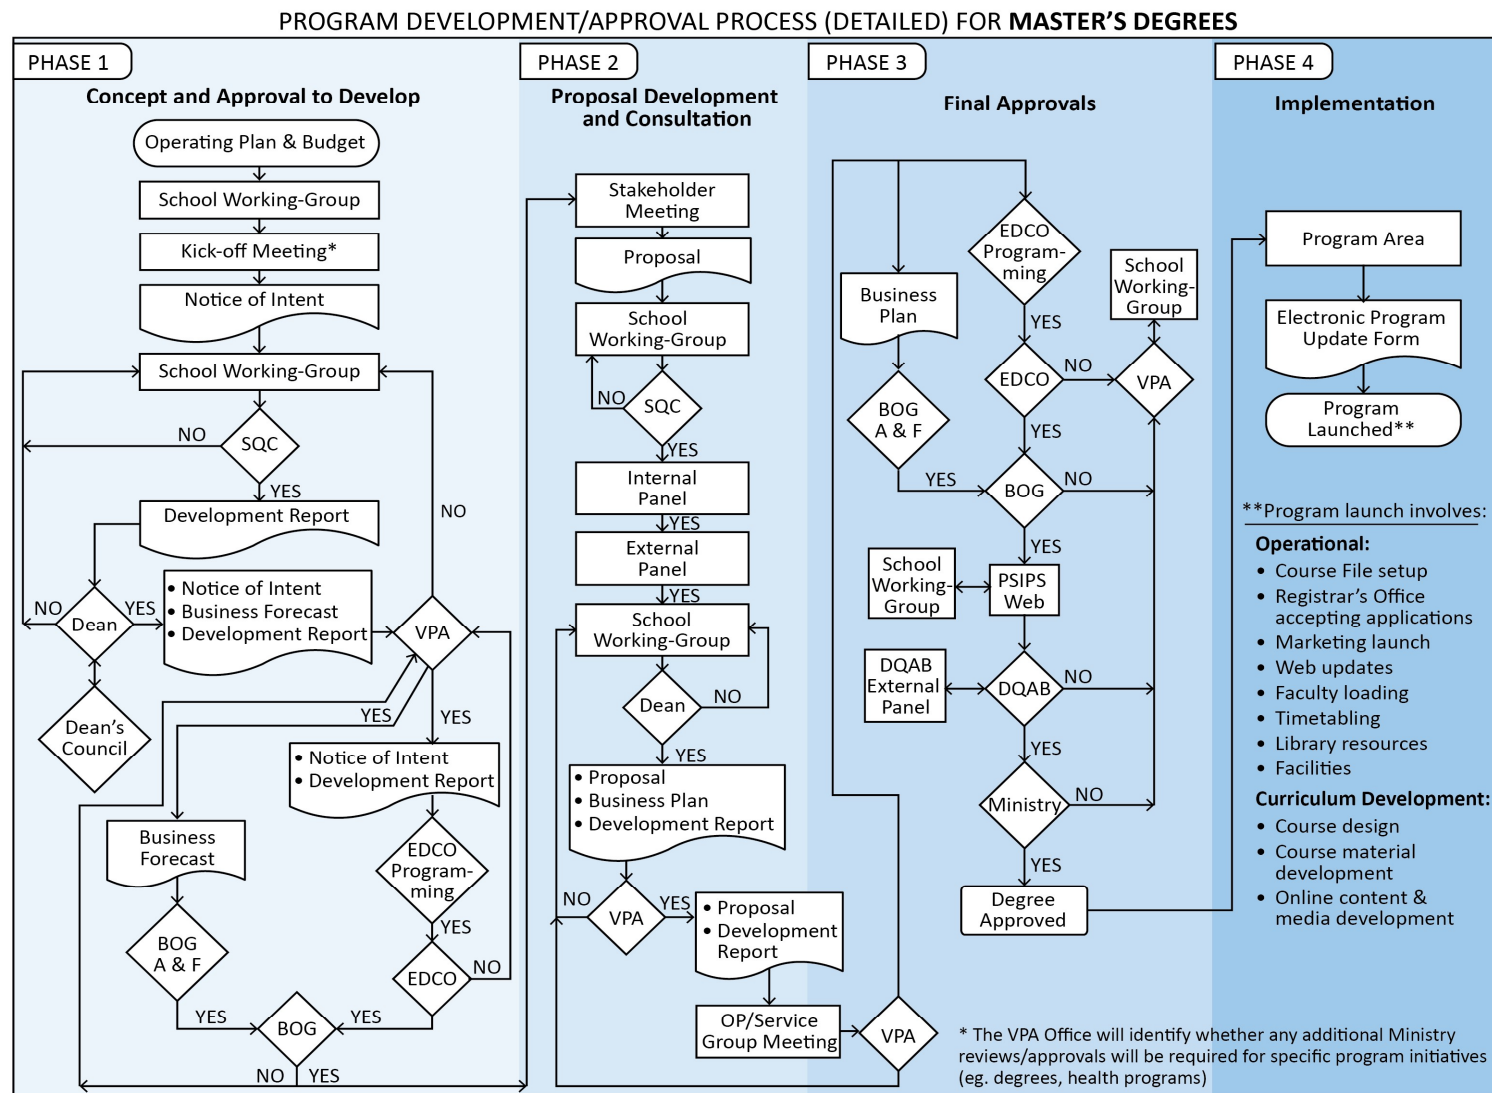 PROGRAM DEVELOPMENT/APPROVAL PROCESS (DETAILED) FOR MASTER'S DEGREES
PHASE 1
Concept and Approval to Develop
Operating Plan & Budget
School Working-Group
Kick-off Meeting*
Notice of Intent
School Working-Group
NO
SQC
YES
Development Report
NO
NO
Dean
YES
• Notice of Intent
• Business Forecast
• Development Report
VPA
Dean's
Council
YES
YES
• Notice of Intent
• Development Report
Business
Forecast
EDCO
Program-
ming
YES
BOG
A & F
EDCO
NO
YES
BOG
YES
NO
YES
PHASE 2
Proposal Development
and Consultation
Stakeholder
Meeting
Proposal
School
Working-Group
NO
SQC
YES
Internal
Panel
YES
External
Panel
YES
School
Working-Group
Dean
NO
YES
• Proposal
• Business Plan
• Development Report
NO
VPA
YES
• Proposal
• Development
Report
OP/Service
Group Meeting
VPA
PHASE 3
Final Approvals
EDCO
Program-
ming
School
Working-
Group
Business
Plan
YES
EDCO
NO
VPA
BOG
A & F
YES
YES
BOG
NO
YES
School
Working-
Group
PSIPS
Web
DQAB
External
Panel
DQAB
NO
YES
Ministry
NO
YES
Degree
Approved
* The VPA Office will identify whether any additional Ministry
reviews/approvals will be required for specific program initiatives
(eg. degrees, health programs)
PHASE 4
Implementation
Program Area
Electronic Program
Update Form
Program
Launched**
**Program launch involves:
Operational:
• Course File setup
• Registrar's Office
accepting applications
• Marketing launch
• Web updates
• Faculty loading
• Timetabling
• Library resources
• Facilities
Curriculum Development:
• Course design
• Course material
development
• Online content &
media development